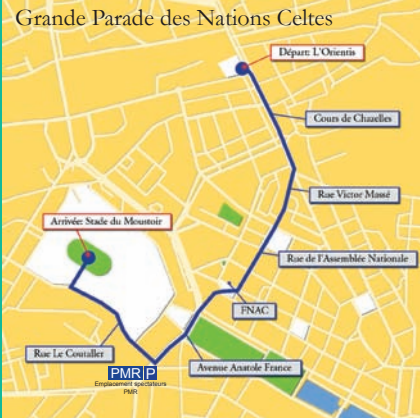 Grande Parade des Nations Celtes
Départ: L'Orientis
Cours de Chazelles
Rue Victor Massé
Arrivée: Stade du Moustoir
Rue de l'Assemblée Nationale
FNAC
Rue Le Coutaller
PMR P
Emplacement spectateurs
PMR
Avenue Anatole France